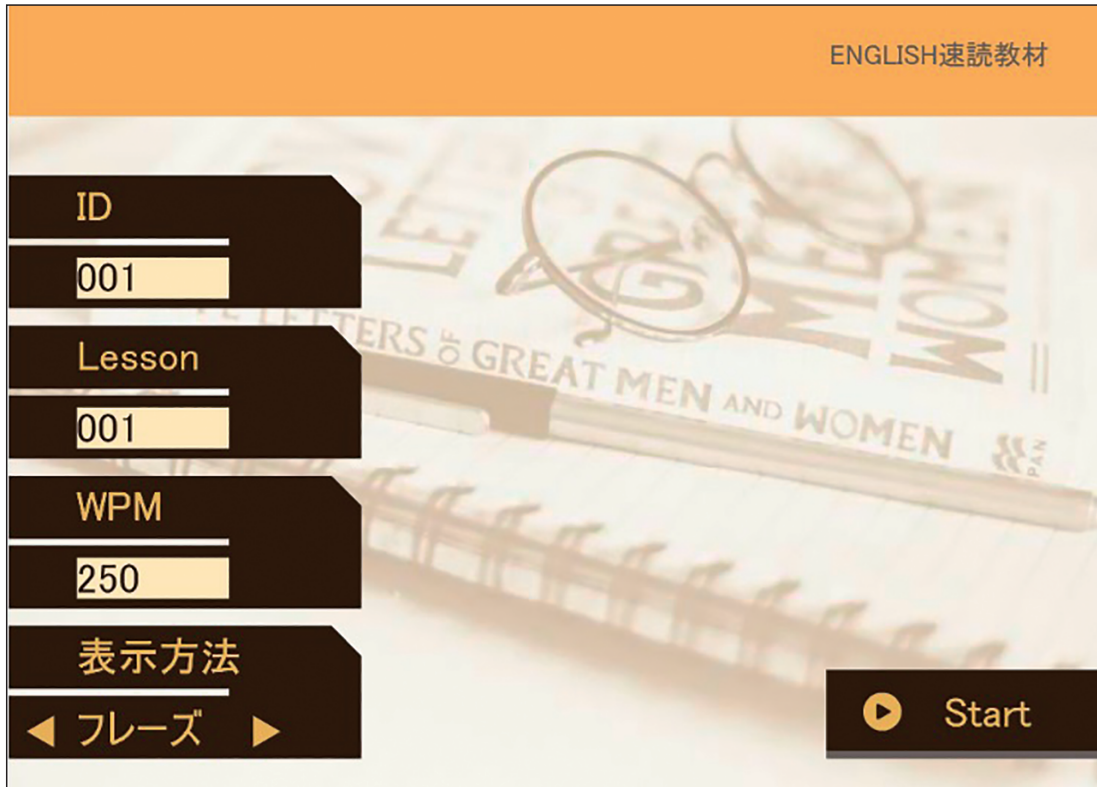 ENGLISH速読教材
ID
001
Lesson
001
WPM
250
表示方法
フレーズ
Start
LETTERS OF GREAT MEN AND WOMEN
PAN